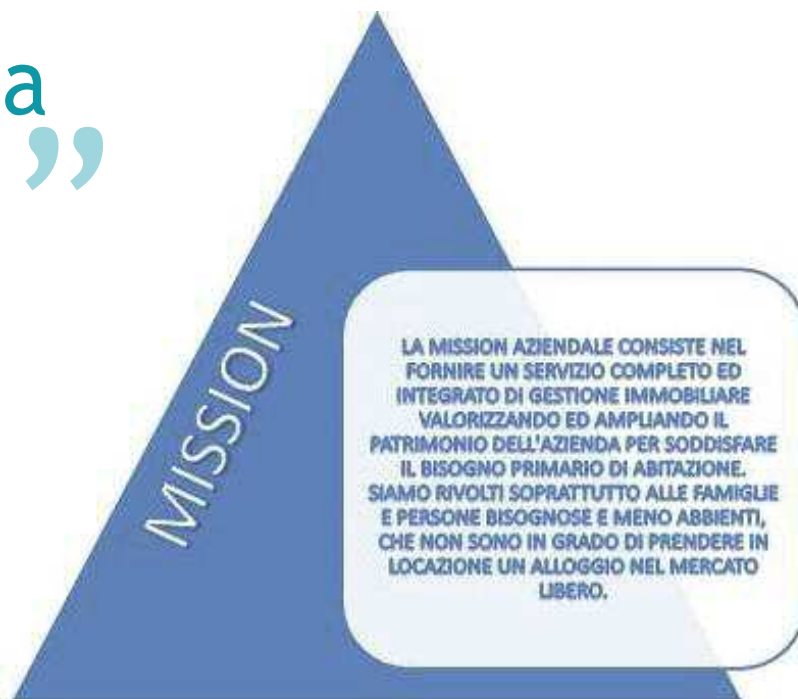 a
”
MISSION
LA MISSION AZIENDALE CONSISTE NEL
FORNIRE UN SERVIZIO COMPLETO ED
INTEGRATO DI GESTIONE IMMOBILIARE
VALORIZZANDO ED AMPLIANDO IL
PATRIMONIO DELL'AZIENDA PER SODDISFARE
IL BISOGNO PRIMARIO DI ABITAZIONE.
SIAMO RIVOLTI SOPRATTUTTO ALLE FAMIGLIE
E PERSONE BISOGNOSE E MENO ABBIENTI,
CHE NON SONO IN GRADO DI PRENDERE IN
LOCAZIONE UN ALLOGGIO NEL MERCATO
LIBERO.